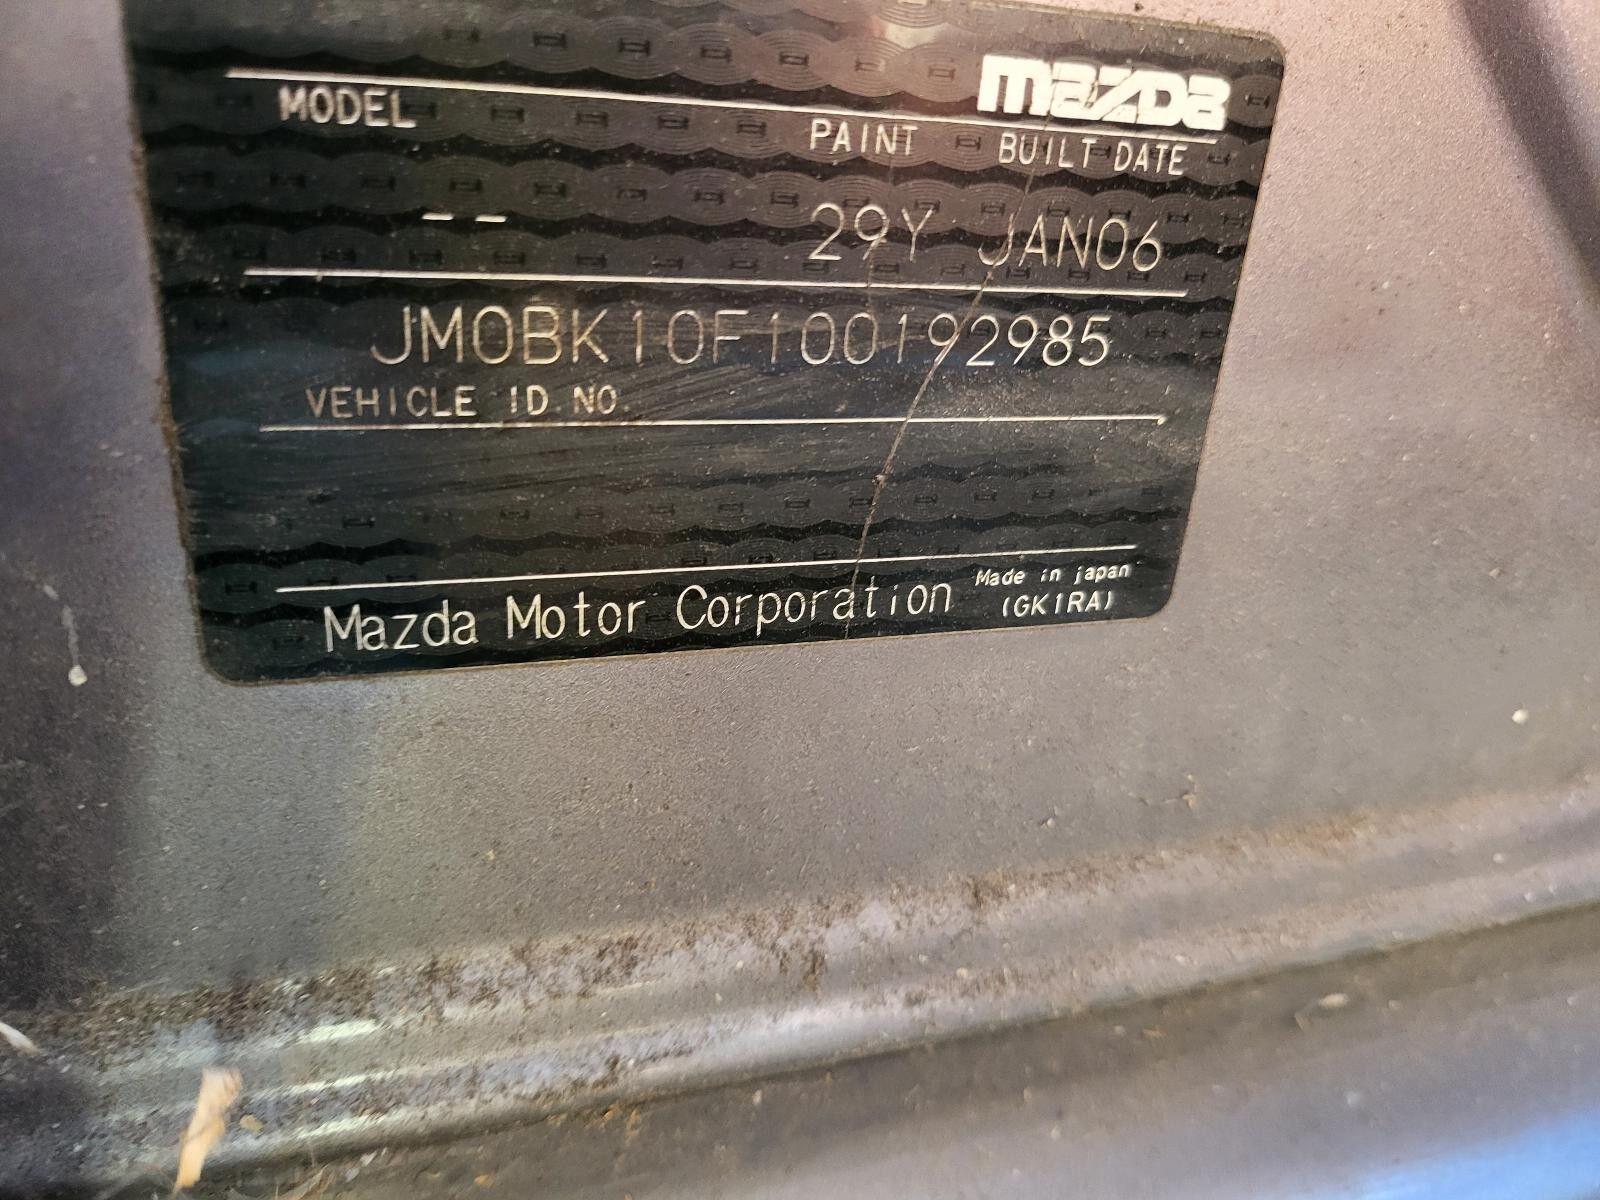 mazda
MODEL PAINT BUILT DATE
-- 29Y JAN06
JM0BK10F100192985
VEHICLE ID NO.
Mazda Motor Corporation Made in japan
(GK1RA)